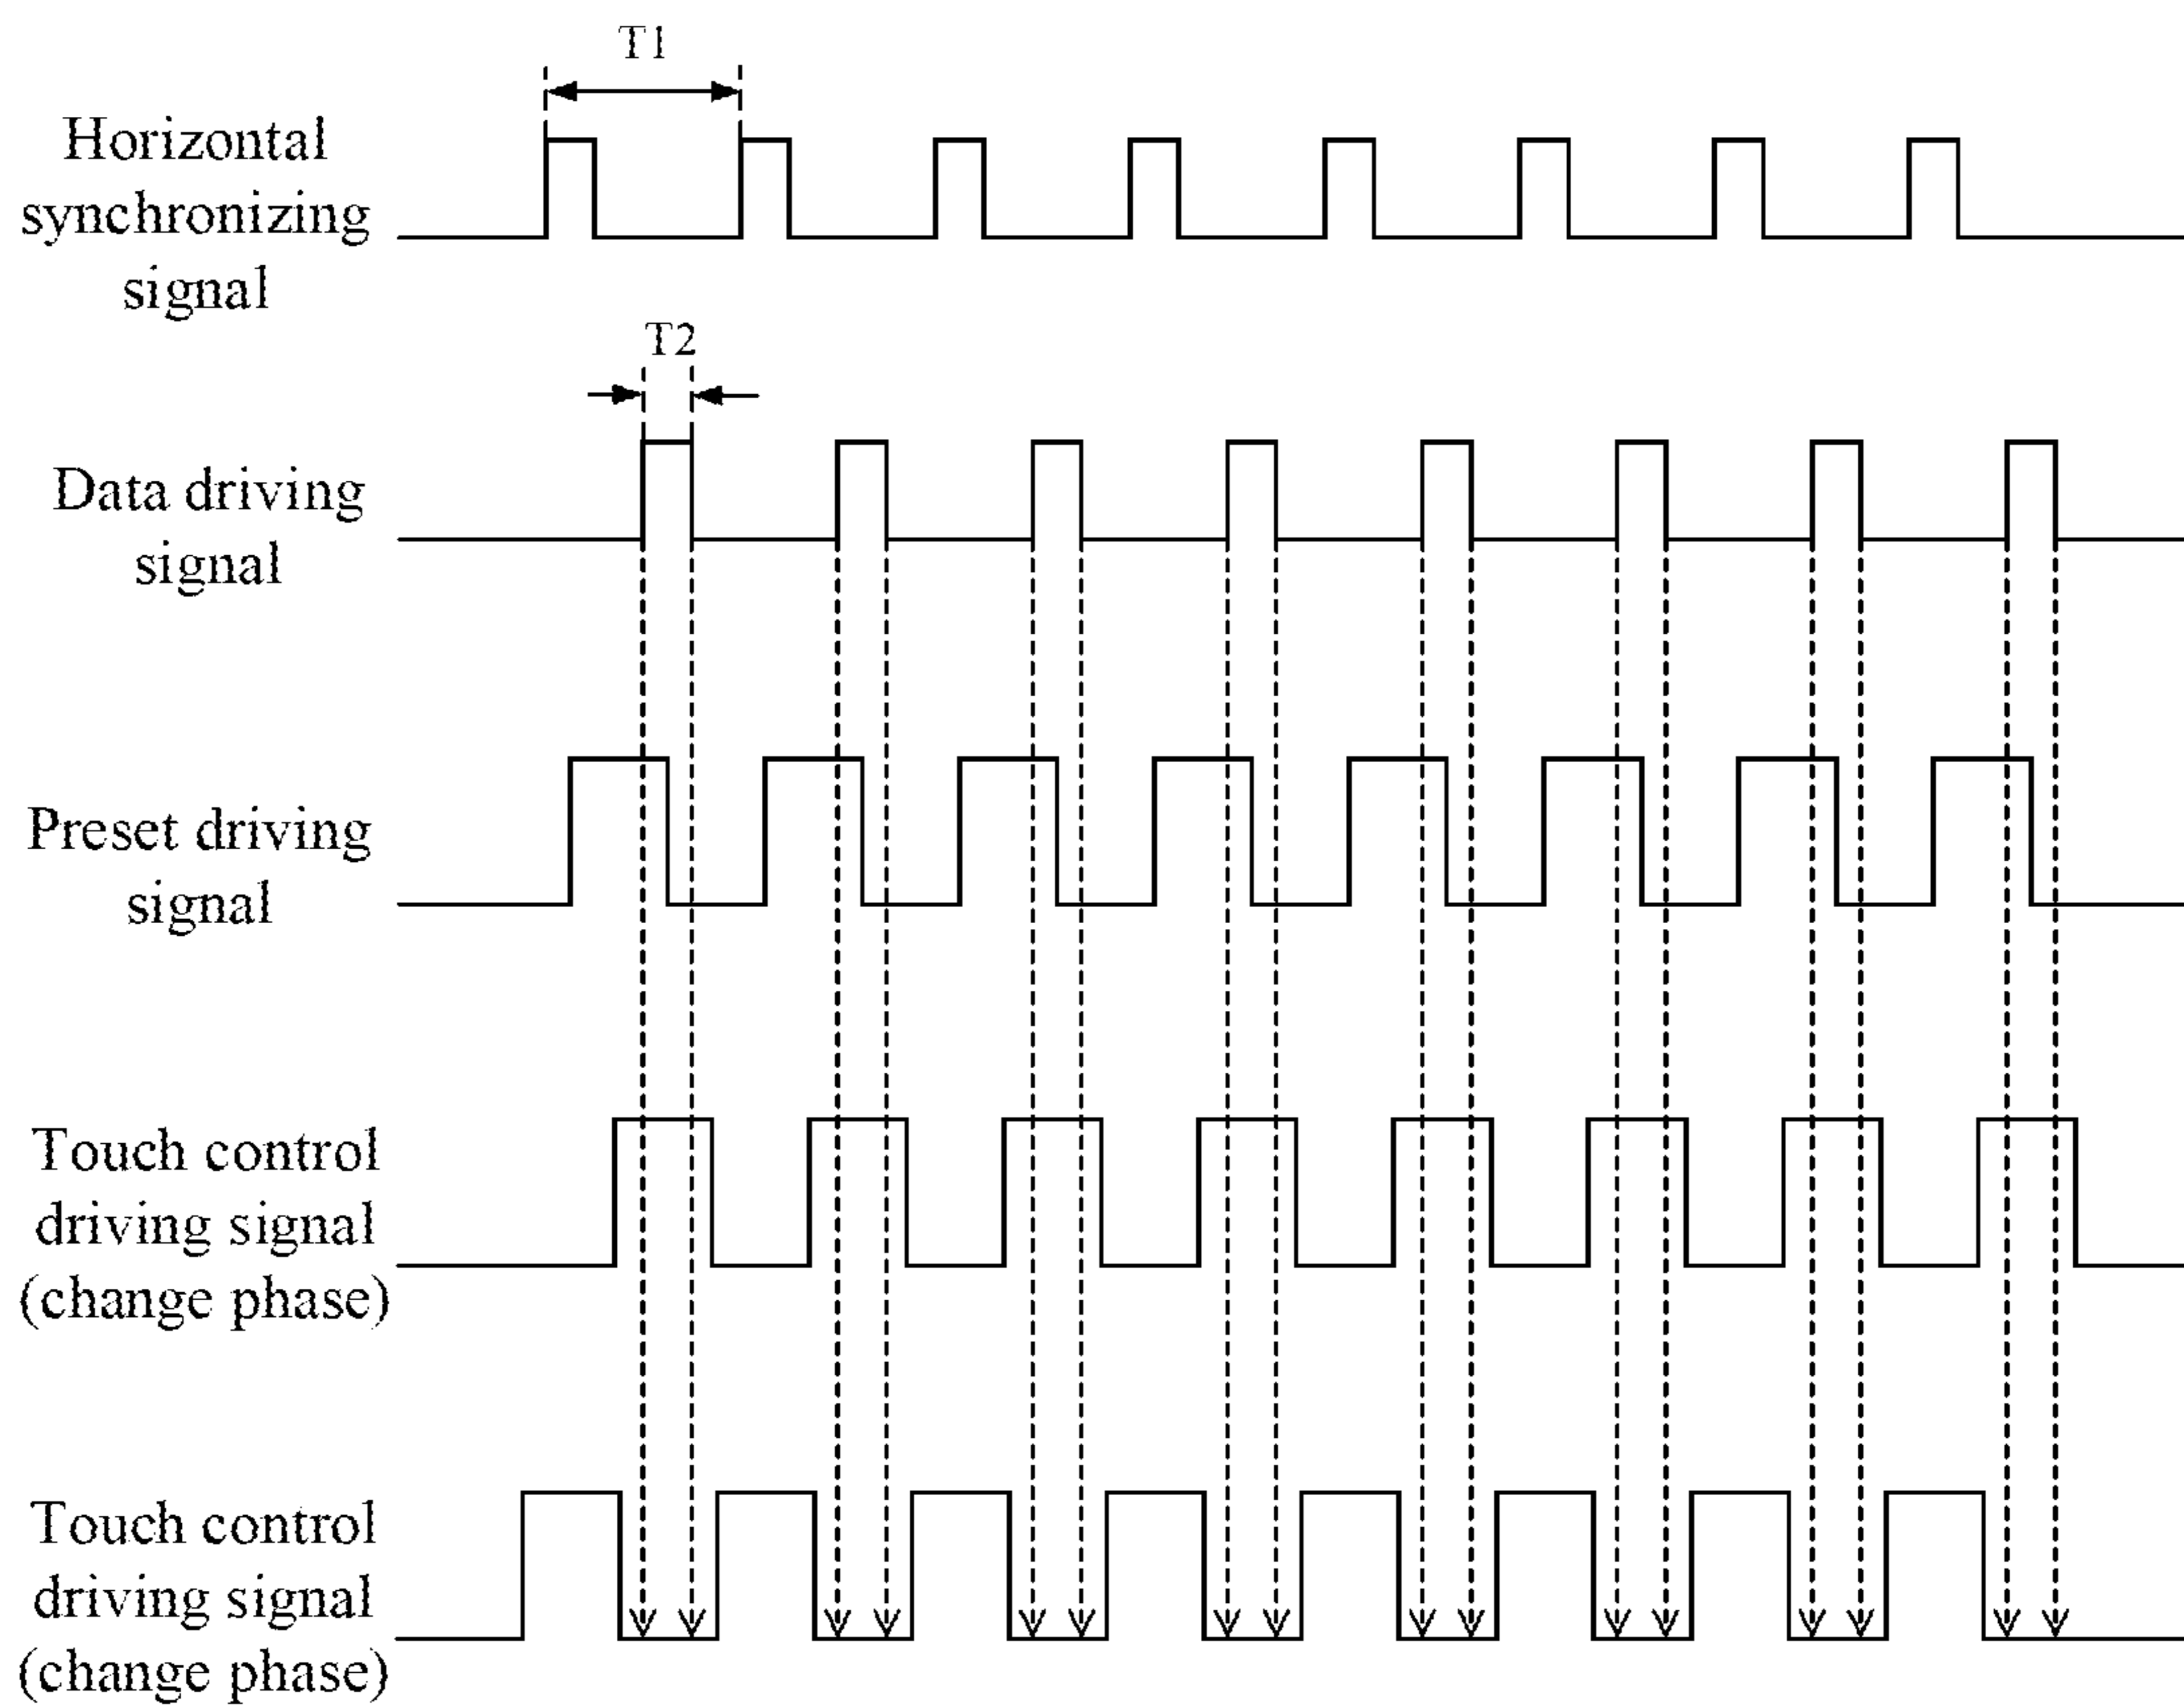 T1
Horizontal
synchronizing
signal
T2
Data driving
signal
Preset driving
signal
Touch control
driving signal
(change phase)
Touch control
driving signal
(change phase)